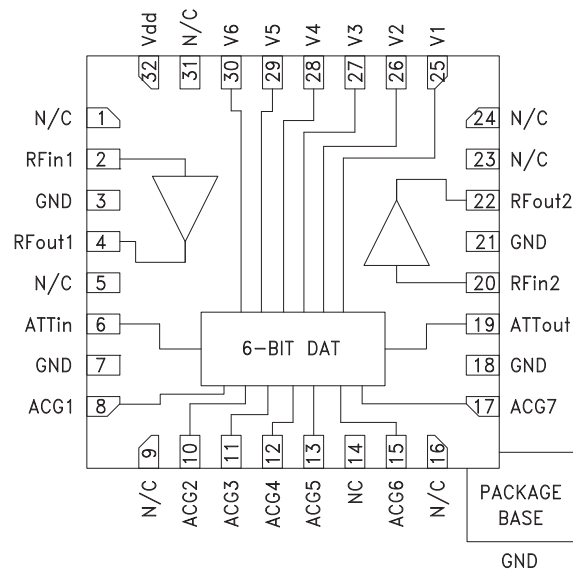 Vdd N/C V6 V5 V4 V3 V2 V1
32 31 30 29 28 27 26 25
N/C 1 24 N/C
RFin1 2 23 N/C
GND 3 22 RFout2
RFout1 4 21 GND
N/C 5 20 RFin2
ATTin 6 19 ATTout
6-BIT DAT
GND 7 18 GND
ACG1 8 17 ACG7
9 10 11 12 13 14 15 16
N/C ACG2 ACG3 ACG4 ACG5 NC ACG6 N/C
PACKAGE
BASE
GND